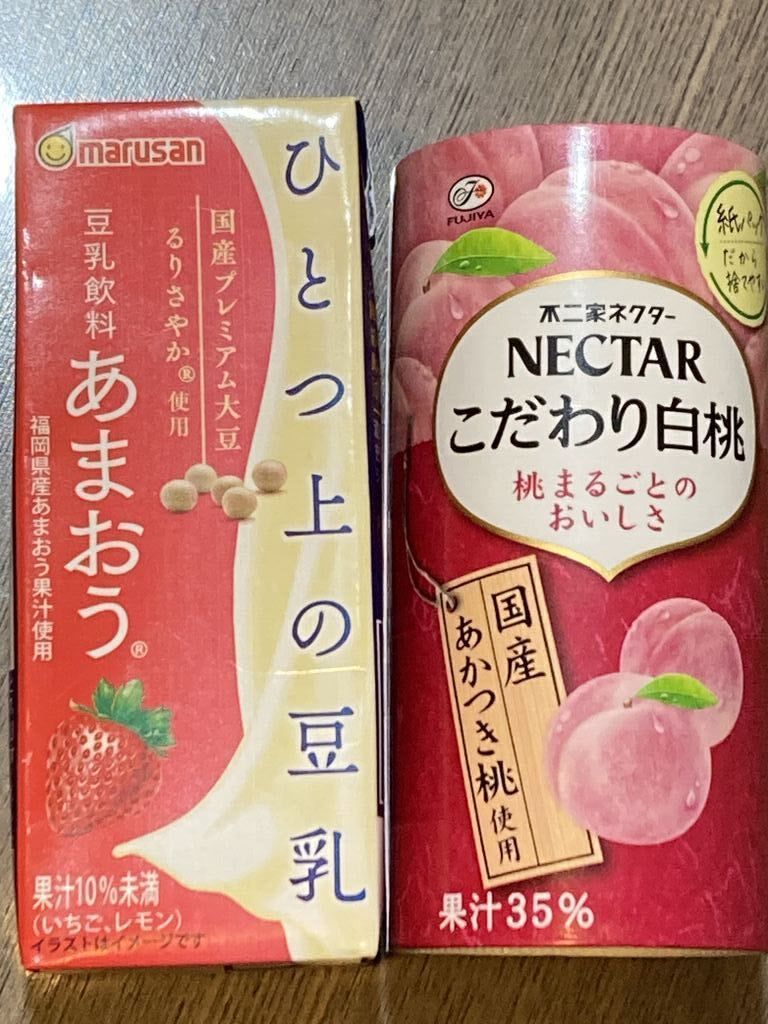 marusan
ひとつ上の豆乳
国産プレミアム大豆
るりさやか®使用
豆乳飲料
あまおう®
福岡県産あまおう果汁使用
果汁10%未満
(いちご、レモン)
イラストはイメージです
FUJIYA
紙パック
だから
捨てやすい
不二家ネクター
NECTAR
こだわり白桃
桃まるごとの
おいしさ
国産
あかつき桃使用
果汁35%